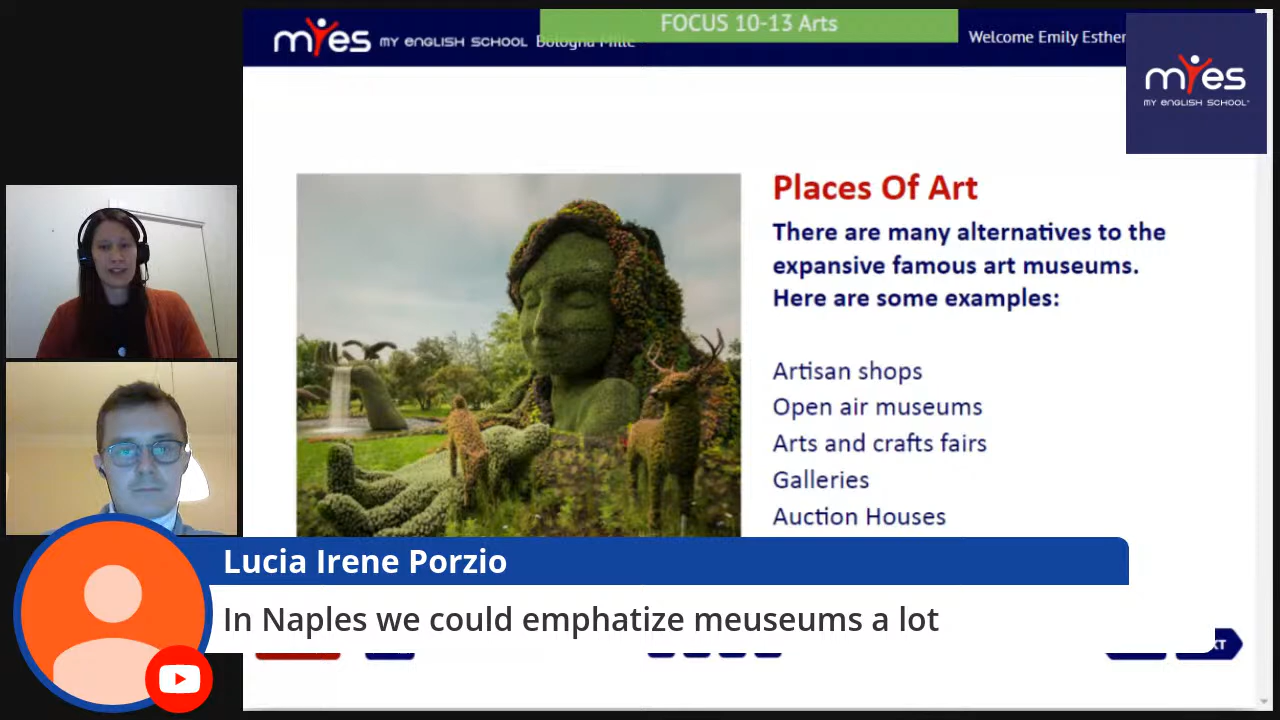 FOCUS 10-13 Arts
myes MY ENGLISH SCHOOL Bologna Mille
Welcome Emily Esther
myes
MY ENGLISH SCHOOL
Places Of Art
There are many alternatives to the
expansive famous art museums.
Here are some examples:
Artisan shops
Open air museums
Arts and crafts fairs
Galleries
Auction Houses
Lucia Irene Porzio
In Naples we could emphatize meuseums a lot